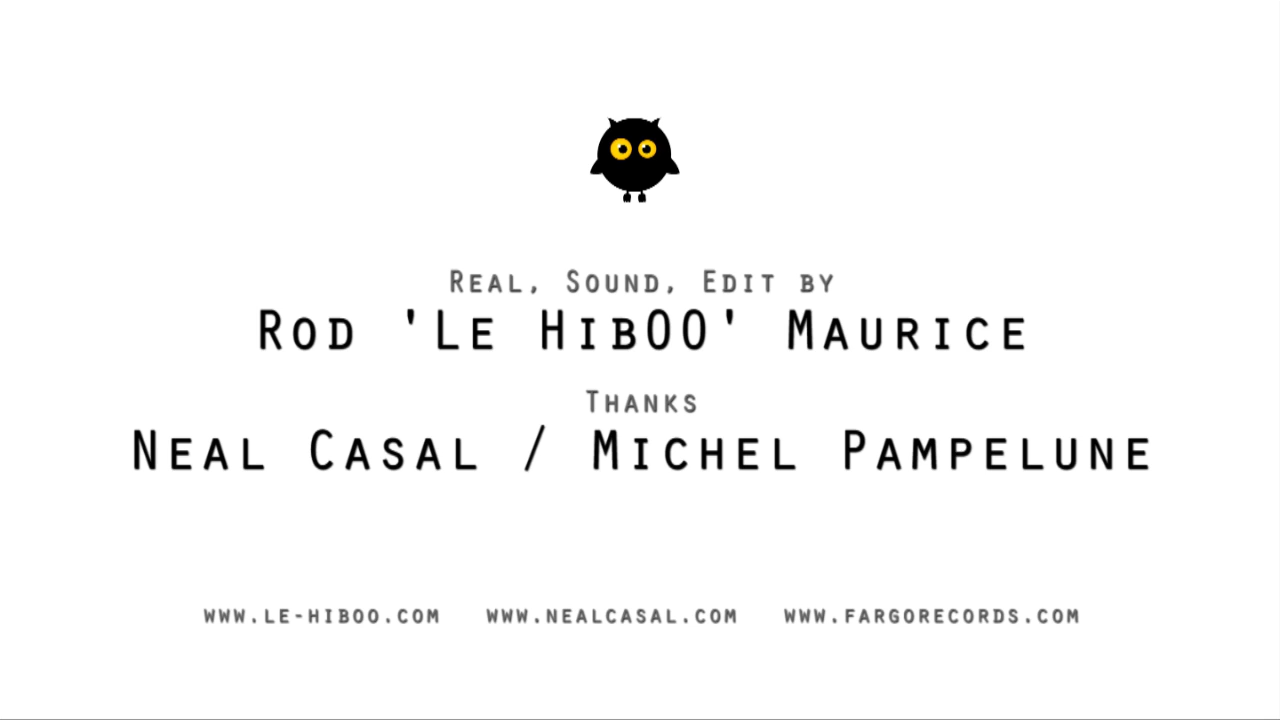 Real, Sound, Edit by
Rod 'Le HibOO' Maurice
Thanks
Neal Casal / Michel Pampelune
www.le-hiboo.com www.nealcasal.com www.fargorecords.com